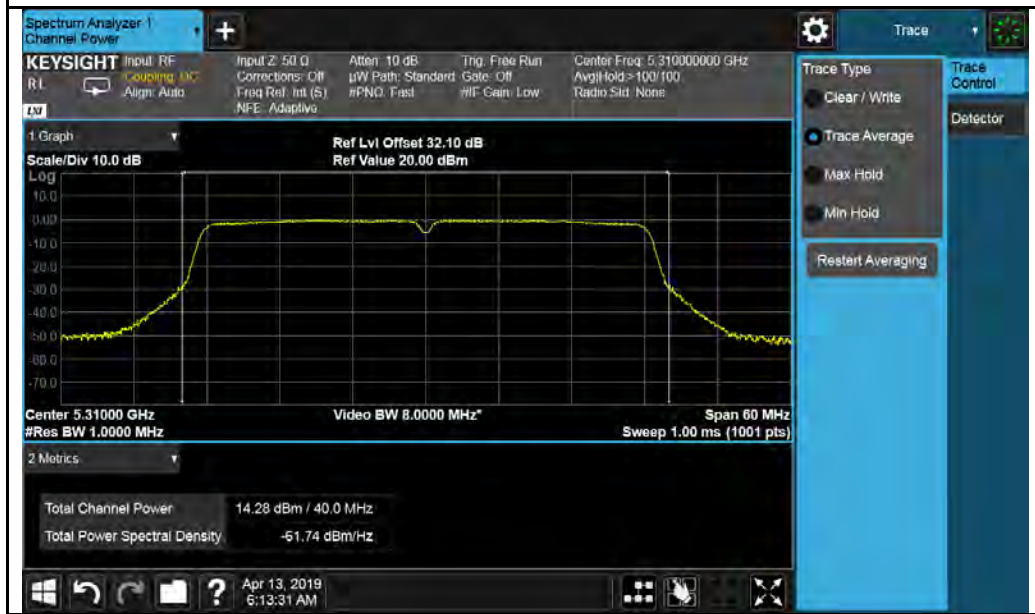 Spectrum Analyzer 1
Channel Power
+
Trace
KEYSIGHT
Input: RF
Coupling: DC
Align: Auto
R L
LXI
Input Z: 50 Ω
Corrections: Off
Freq Ref: Int (S)
NFE: Adaptive
Atten: 10 dB
µW Path: Standard
#PNO: Fast
Trig: Free Run
Gate: Off
#IF Gain: Low
Center Freq: 5.310000000 GHz
Avg|Hold:>100/100
Radio Std: None
Trace Type
Clear / Write
Trace Average
Max Hold
Min Hold
Restart Averaging
Trace Control
Detector
1 Graph
Scale/Div 10.0 dB
Ref Lvl Offset 32.10 dB
Ref Value 20.00 dBm
Log
10.0
0.00
-10.0
-20.0
-30.0
-40.0
-50.0
-60.0
-70.0
Center 5.31000 GHz
#Res BW 1.0000 MHz
Video BW 8.0000 MHz*
Span 60 MHz
Sweep 1.00 ms (1001 pts)
2 Metrics
Total Channel Power
14.28 dBm / 40.0 MHz
Total Power Spectral Density
-61.74 dBm/Hz
?
Apr 13, 2019
6:13:31 AM